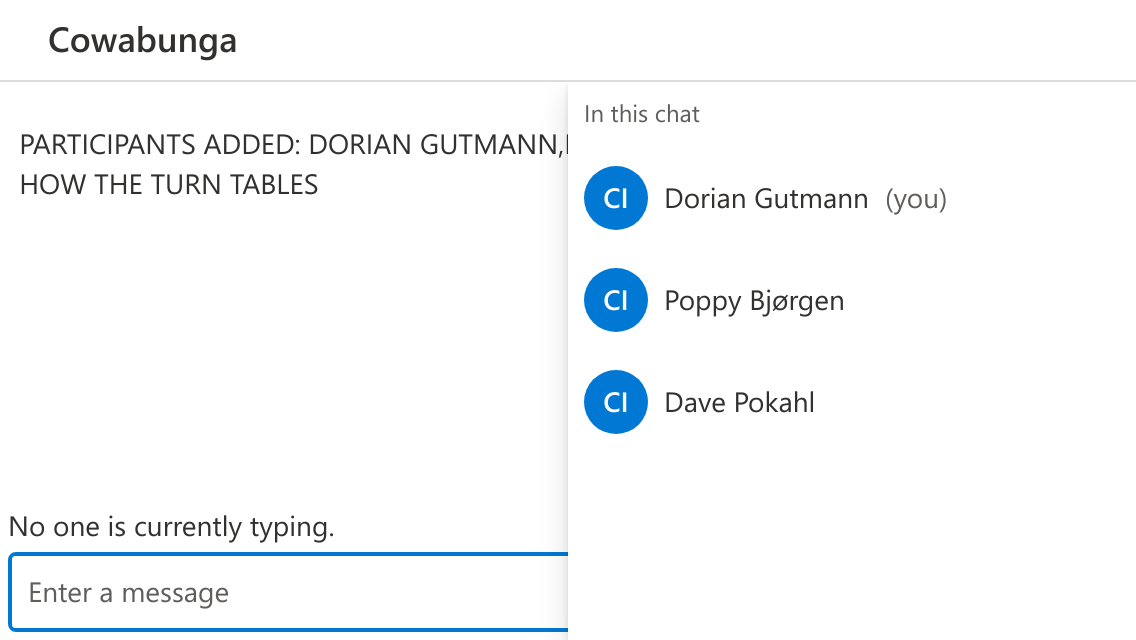 Cowabunga
PARTICIPANTS ADDED: DORIAN GUTMANN,
HOW THE TURN TABLES
No one is currently typing.
Enter a message
In this chat
CI Dorian Gutmann (you)
CI Poppy Bjørgen
CI Dave Pokahl